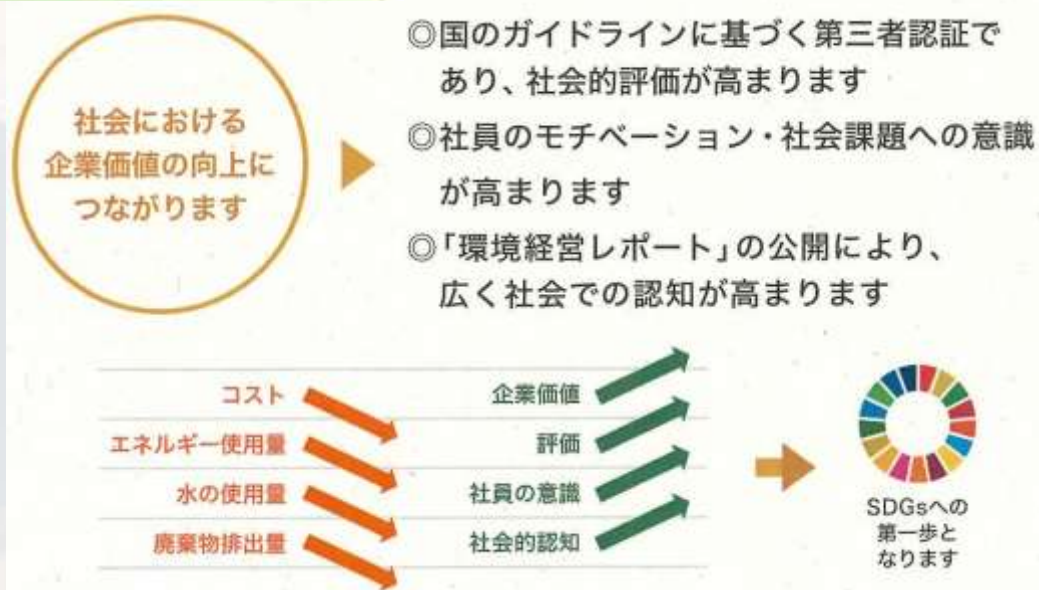 社会における
企業価値の向上に
つながります
◎国のガイドラインに基づく第三者認証で
あり、社会的評価が高まります
◎社員のモチベーション・社会課題への意識
が高まります
◎「環境経営レポート」の公開により、
広く社会での認知が高まります
コスト
エネルギー使用量
水の使用量
廃棄物排出量
企業価値
評価
社員の意識
社会的認知
SDGsへの
第一歩と
なります